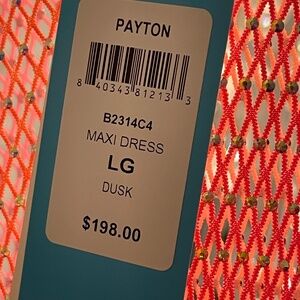 PAYTON
8 40343 81213 3
B2314C4
MAXI DRESS
LG
DUSK
$198.00